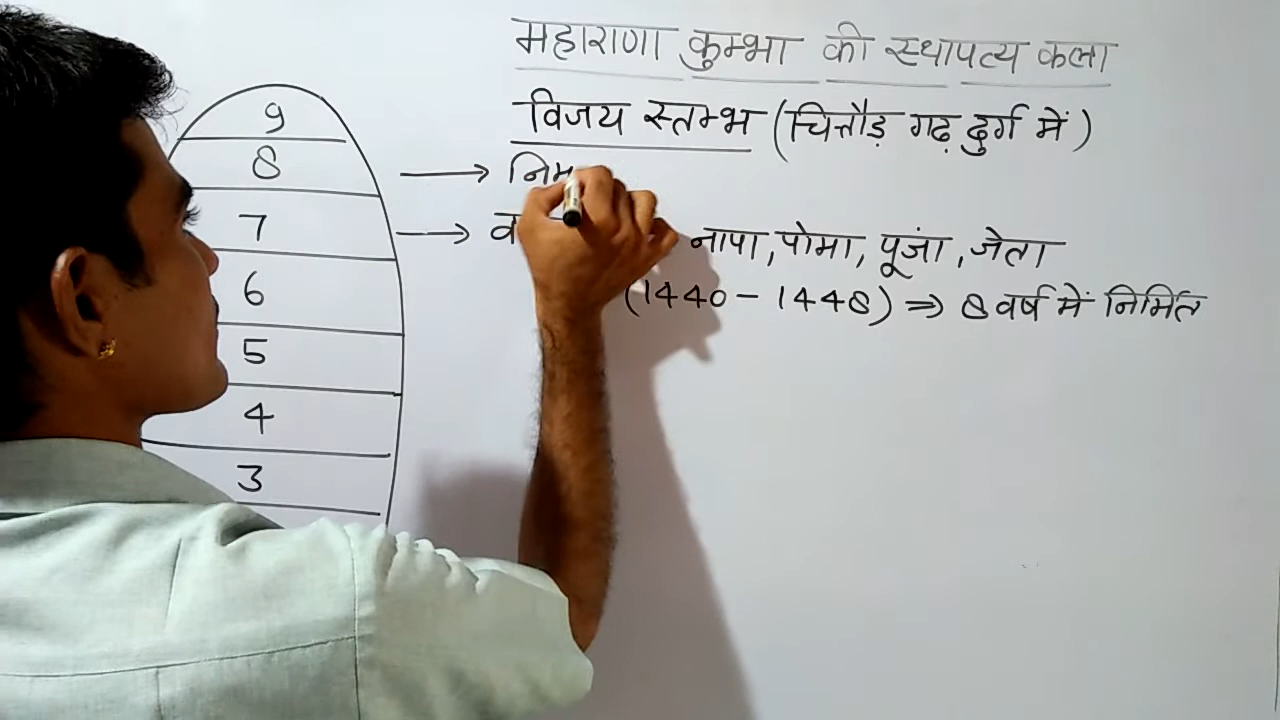 महाराणा कुम्भा की स्थापत्य कला
विजय स्तम्भ (चित्तौड़ गढ़ दुर्ग में)
नापा, पोमा, पूंजां, जेता
(1440 - 1448) ⇒ 8 वर्ष में निर्मित
9
8
7
6
5
4
3